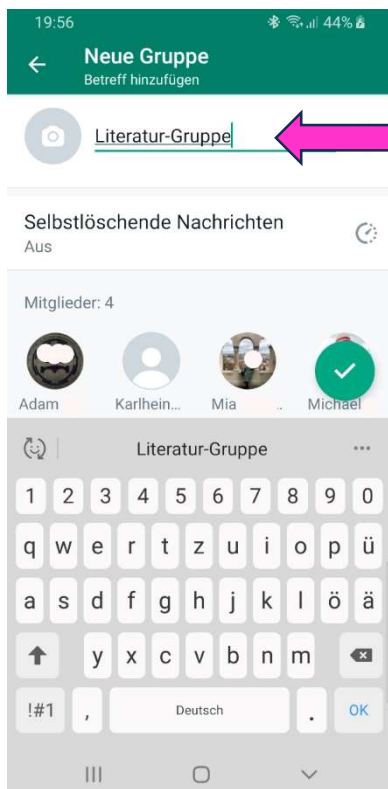 19:56 44%
Neue Gruppe
Betreff hinzufügen
Literatur-Gruppe
Selbstlöschende Nachrichten
Aus
Mitglieder: 4
Adam Karlhein... Mia .. Michael
Literatur-Gruppe ...
1 2 3 4 5 6 7 8 9 0
q w e r t z u i o p ü
a s d f g h j k l ö ä
y x c v b n m
!#1 , Deutsch . OK